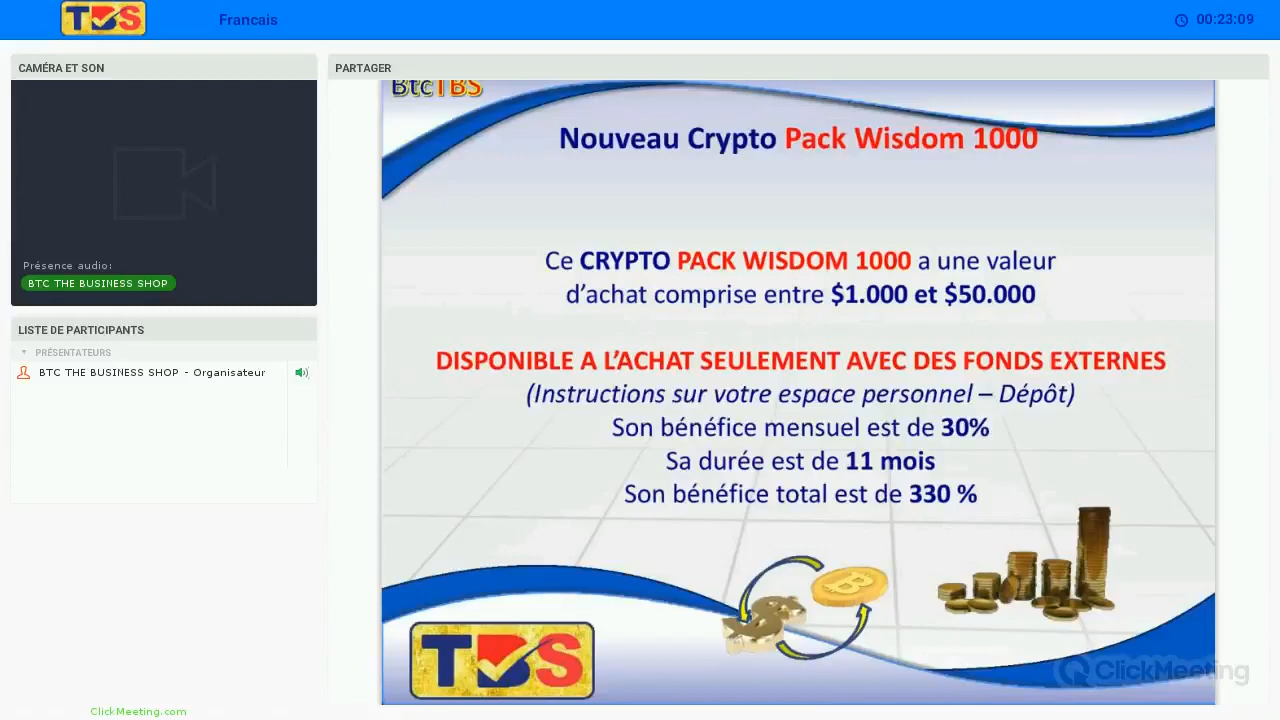 TBS
Francais
00:23:09
CAMÉRA ET SON
PARTAGER
BtcTBS
Nouveau Crypto Pack Wisdom 1000
Ce CRYPTO PACK WISDOM 1000 a une valeur
d’achat comprise entre $1.000 et $50.000
DISPONIBLE A L’ACHAT SEULEMENT AVEC DES FONDS EXTERNES
(Instructions sur votre espace personnel – Dépôt)
Son bénéfice mensuel est de 30%
Sa durée est de 11 mois
Son bénéfice total est de 330 %
Présence audio:
BTC THE BUSINESS SHOP
LISTE DE PARTICIPANTS
PRÉSENTATEURS
BTC THE BUSINESS SHOP - Organisateur
TBS
ClickMeeting
ClickMeeting.com